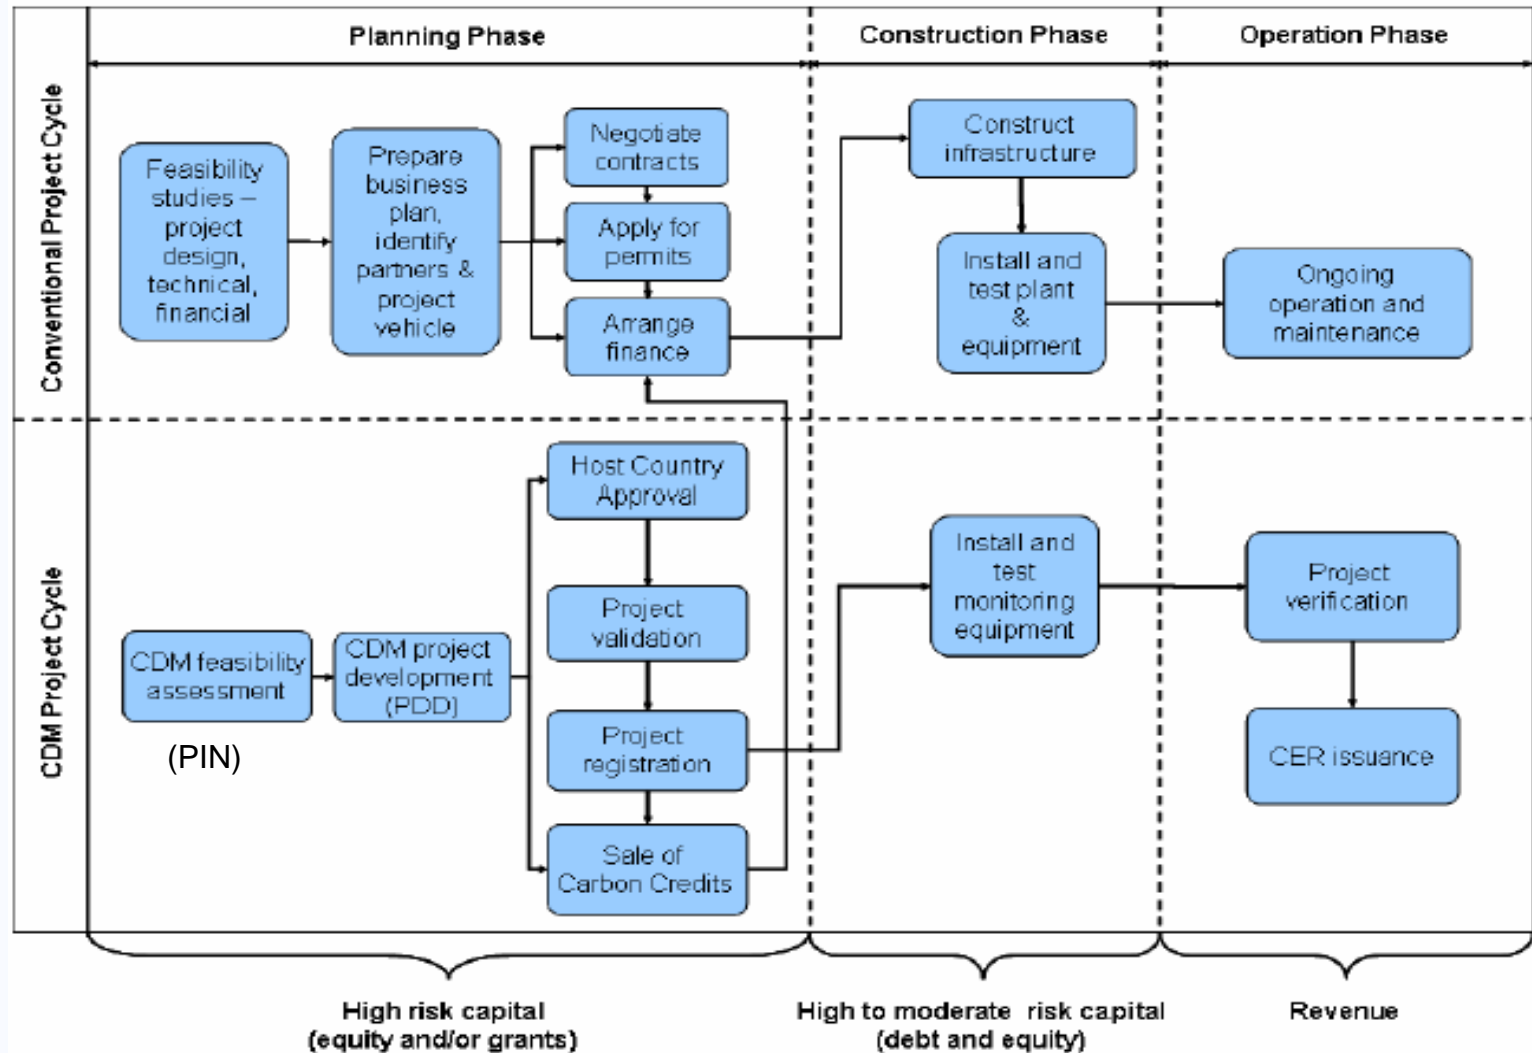 Planning Phase
Construction Phase
Operation Phase
Conventional Project Cycle
Feasibility
studies –
project
design,
technical,
financial
Prepare
business
plan,
identify
partners &
project
vehicle
Negotiate
contracts
Apply for
permits
Arrange
finance
Construct
infrastructure
Install and
test plant
&
equipment
Ongoing
operation and
maintenance
CDM Project Cycle
CDM feasibility
assessment
(PIN)
CDM project
development
(PDD)
Host Country
Approval
Project
validation
Project
registration
Sale of
Carbon Credits
Install and
test
monitoring
equipment
Project
verification
CER issuance
High risk capital
(equity and/or grants)
High to moderate risk capital
(debt and equity)
Revenue